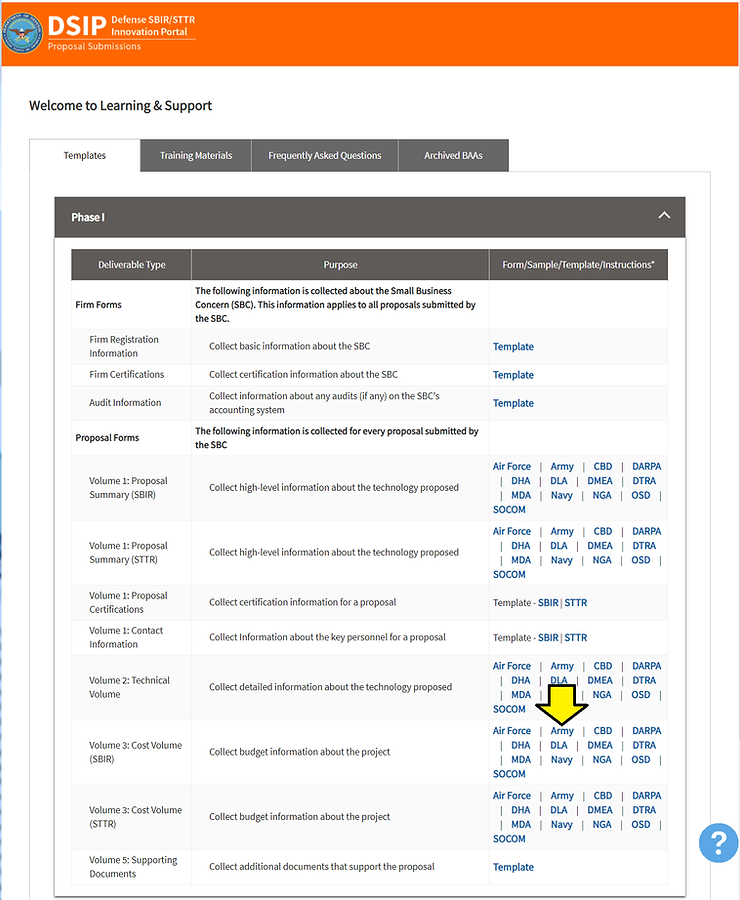 DSIP
Defense SBIR/STTR
Innovation Portal
Proposal Submissions
Welcome to Learning & Support
Templates
Training Materials
Frequently Asked Questions
Archived BAAs
Phase I
Deliverable Type
Purpose
Form/Sample/Template/Instructions*
Firm Forms
The following information is collected about the Small Business
Concern (SBC). This information applies to all proposals submitted by
the SBC.
Firm Registration
Information
Collect basic information about the SBC
Template
Firm Certifications
Collect certification information about the SBC
Template
Audit Information
Collect information about any audits (if any) on the SBC's
accounting system
Template
Proposal Forms
The following information is collected for every proposal submitted by
the SBC
Volume 1: Proposal
Summary (SBIR)
Collect high-level information about the technology proposed
Air Force | Army | CBD | DARPA
| DHA | DLA | DMEA | DTRA
| MDA | Navy | NGA | OSD |
SOCOM
Volume 1: Proposal
Summary (STTR)
Collect high-level information about the technology proposed
Air Force | Army | CBD | DARPA
| DHA | DLA | DMEA | DTRA
| MDA | Navy | NGA | OSD |
SOCOM
Volume 1: Proposal
Certifications
Collect certification information for a proposal
Template - SBIR | STTR
Volume 1: Contact
Information
Collect Information about the key personnel for a proposal
Template - SBIR | STTR
Volume 2: Technical
Volume
Collect detailed information about the technology proposed
Air Force | Army | CBD | DARPA
| DHA | DLA | DMEA | DTRA
| MDA | NGA | OSD |
SOCOM
Volume 3: Cost Volume
(SBIR)
Collect budget information about the project
Air Force | Army | CBD | DARPA
| DHA | DLA | DMEA | DTRA
| MDA | Navy | NGA | OSD |
SOCOM
Volume 3: Cost Volume
(STTR)
Collect budget information about the project
Air Force | Army | CBD | DARPA
| DHA | DLA | DMEA | DTRA
| MDA | Navy | NGA | OSD |
SOCOM
Volume 5: Supporting
Documents
Collect additional documents that support the proposal
Template
?